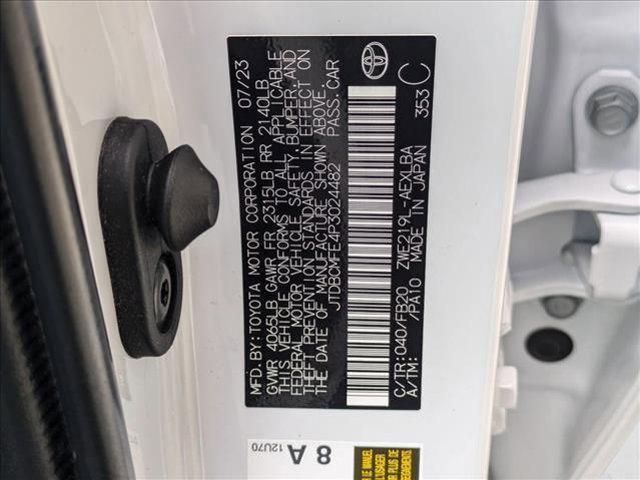 MFD. BY: TOYOTA MOTOR CORPORATION 07/23
GVWR 4065LB GAWR FR 2315LB RR 2140LB
THIS VEHICLE CONFORMS TO ALL APPLICABLE
FEDERAL MOTOR VEHICLE SAFETY, BUMPER, AND
THEFT PREVENTION STANDARDS IN EFFECT ON
THE DATE OF MANUFACTURE SHOWN ABOVE.
JTDBCMFE4P3024482 PASS.CAR
C/TR:040/FB20 ZWE219L-AEXLBA
A/TM: /PA10 MADE IN JAPAN 353 C
8 A
12U70
LE MANUEL